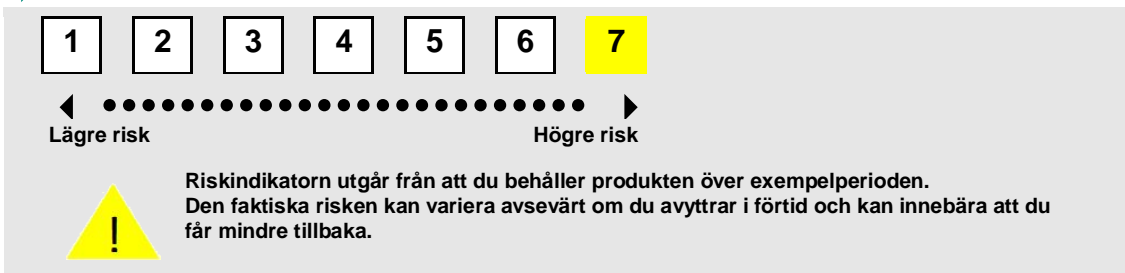 1 2 3 4 5 6 7
Lägre risk Högre risk
Riskindikatorn utgår från att du behåller produkten över exempelperioden.
Den faktiska risken kan variera avsevärt om du avyttrar i förtid och kan innebära att du
får mindre tillbaka.
!